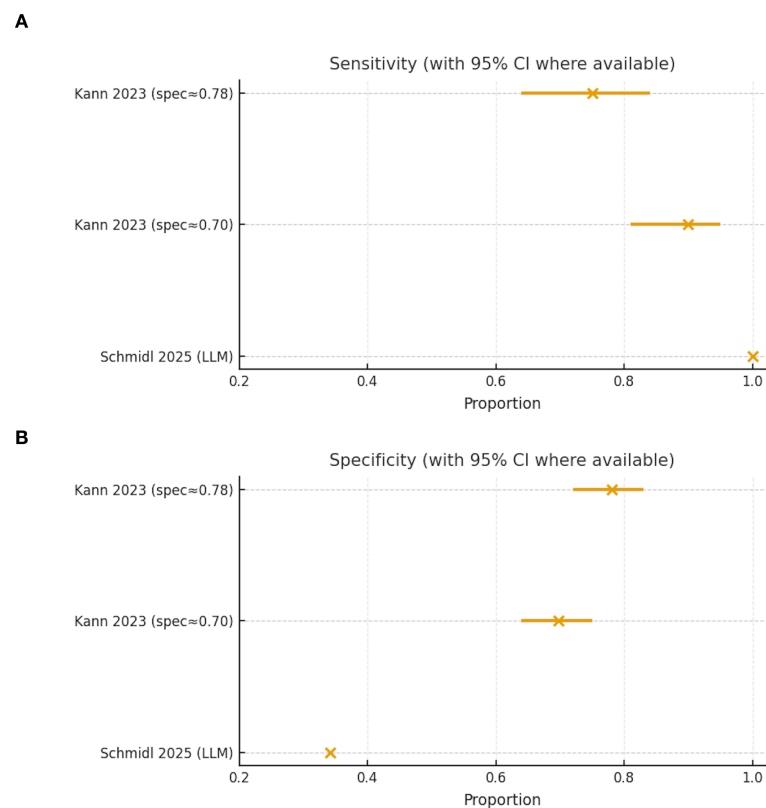 A
Sensitivity (with 95% CI where available)
Kann 2023 (spec≈0.78)
Kann 2023 (spec≈0.70)
Schmidl 2025 (LLM)
0.2 0.4 0.6 0.8 1.0
Proportion
B
Specificity (with 95% CI where available)
Kann 2023 (spec≈0.78)
Kann 2023 (spec≈0.70)
Schmidl 2025 (LLM)
0.2 0.4 0.6 0.8 1.0
Proportion